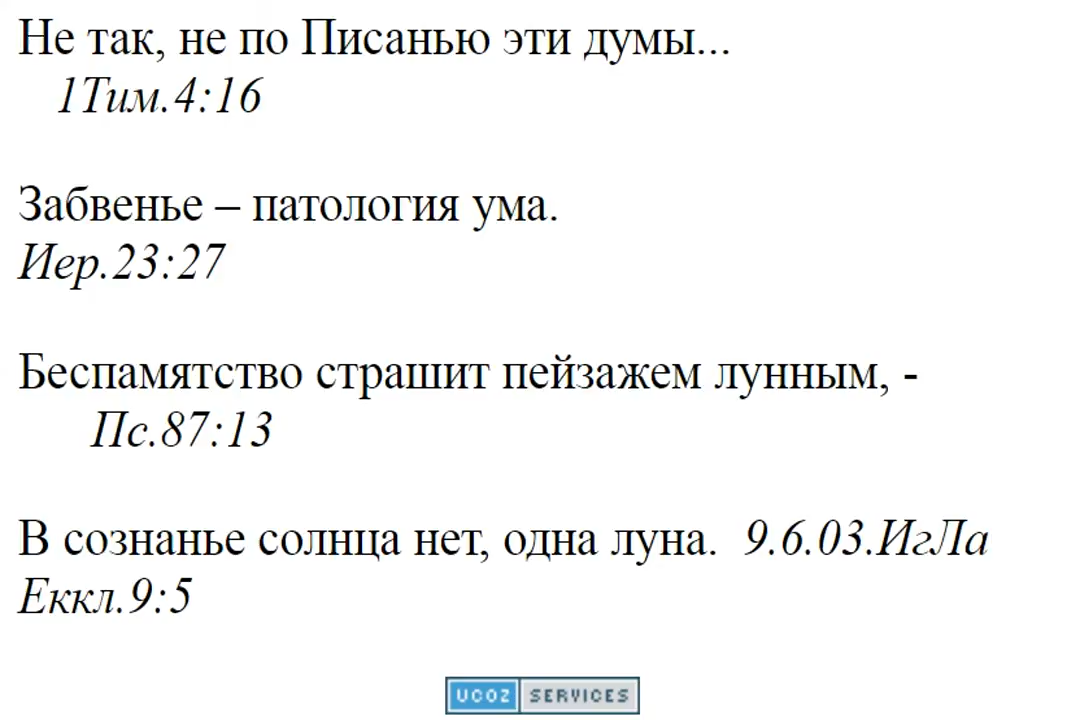 Не так, не по Писанью эти думы...
1Тим.4:16
Забвенье – патология ума.
Иер.23:27
Беспамятство страшит пейзажем лунным, -
Пс.87:13
В сознанье солнца нет, одна луна. 9.6.03.ИгЛа
Еккл.9:5
UCOZ SERVICES